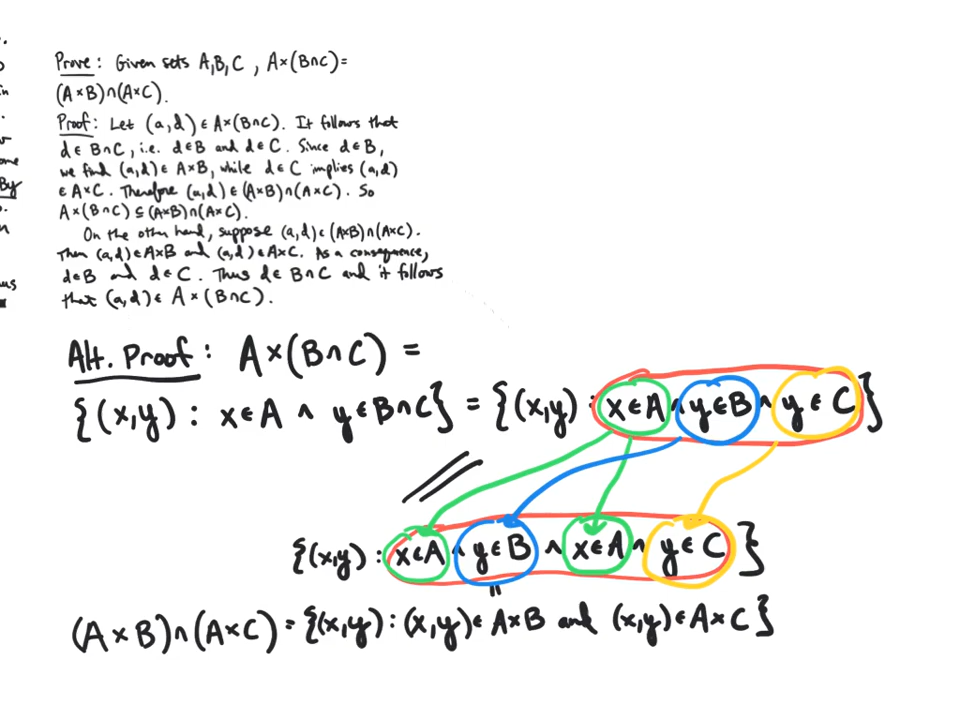 Prove: Given sets A,B,C, A×(B∩C)=
(A×B)∩(A×C).
Proof: Let (a,d)∈A×(B∩C). It follows that
d∈B∩C, i.e. d∈B and d∈C. Since d∈B,
we find (a,d)∈A×B, while d∈C implies (a,d)
∈A×C. Therefore (a,d)∈(A×B)∩(A×C). So
A×(B∩C)⊆(A×B)∩(A×C).
On the other hand, suppose (a,d)∈(A×B)∩(A×C).
Then (a,d)∈A×B and (a,d)∈A×C. As a consequence,
d∈B and d∈C. Thus d∈B∩C and it follows
that (a,d)∈A×(B∩C).
By
Alt. Proof: A×(B∩C) =
{(x,y) : x∈A ∧ y∈B∩C} = {(x,y) : x∈A ∧ y∈B ∧ y∈C}
=
{(x,y) : x∈A ∧ y∈B ∧ x∈A ∧ y∈C}
=
(A×B)∩(A×C) = {(x,y) : (x,y)∈A×B and (x,y)∈A×C}